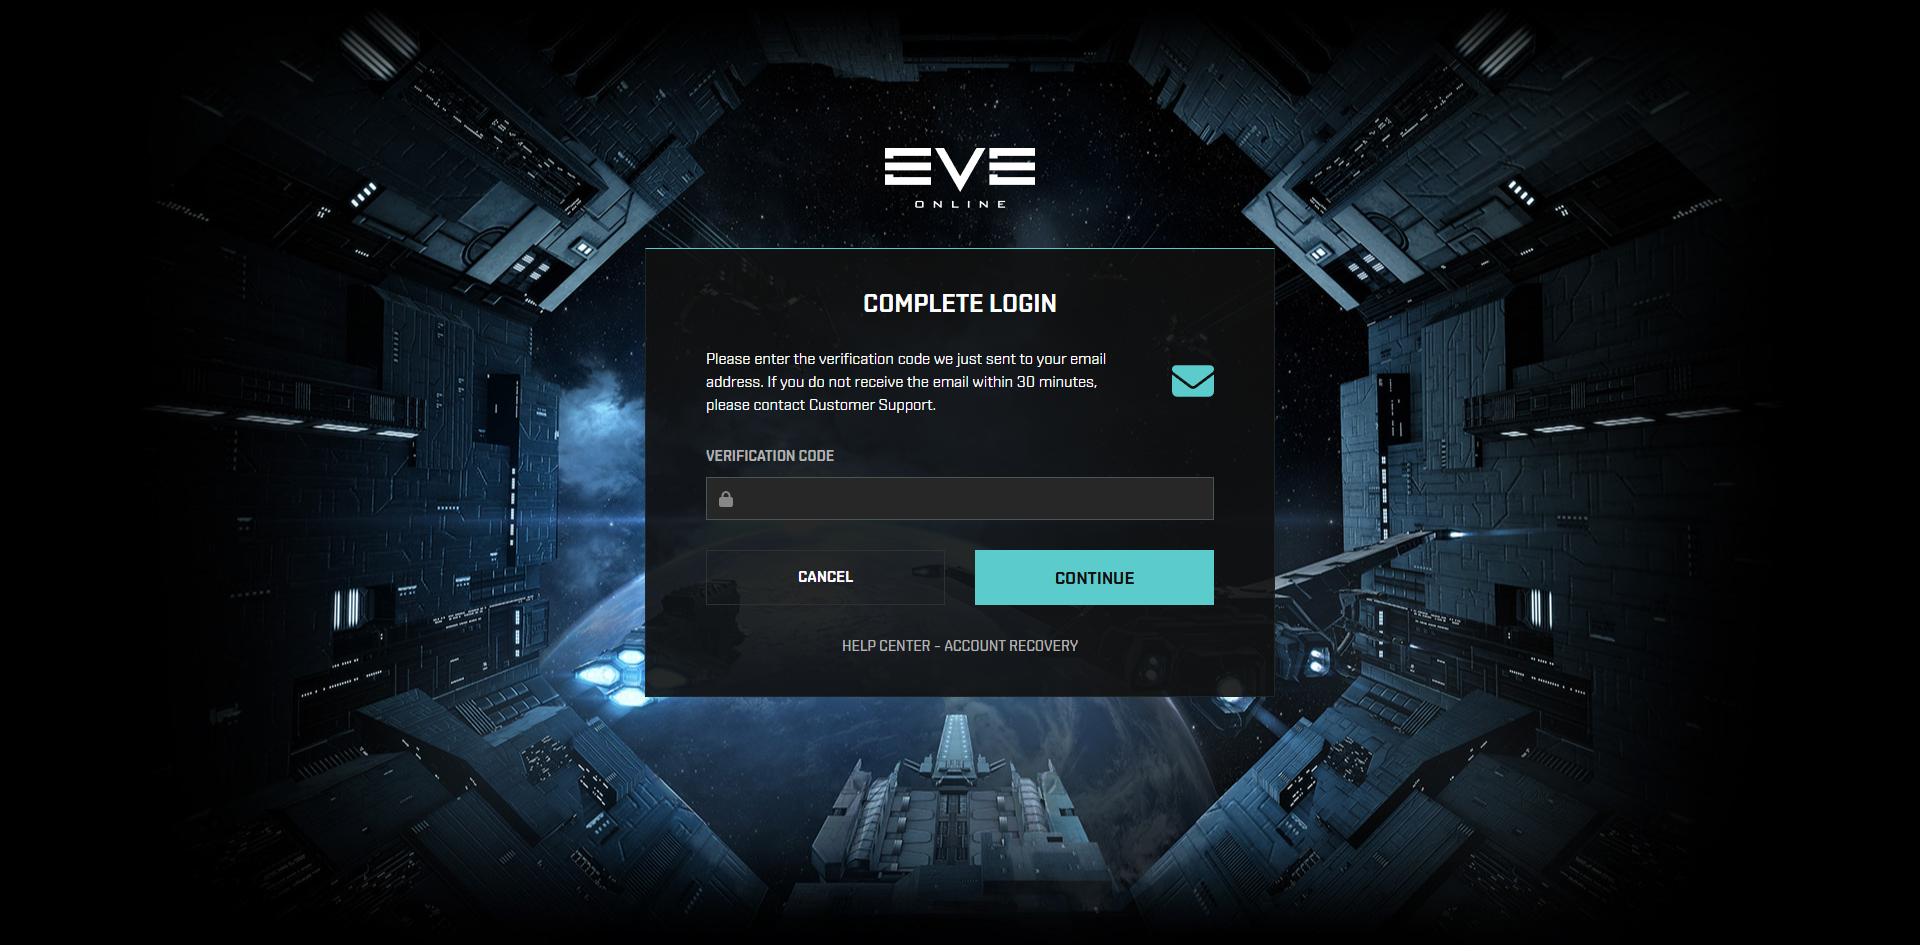 EVE
ONLINE
COMPLETE LOGIN
Please enter the verification code we just sent to your email
address. If you do not receive the email within 30 minutes,
please contact Customer Support.
VERIFICATION CODE
CANCEL
CONTINUE
HELP CENTER - ACCOUNT RECOVERY